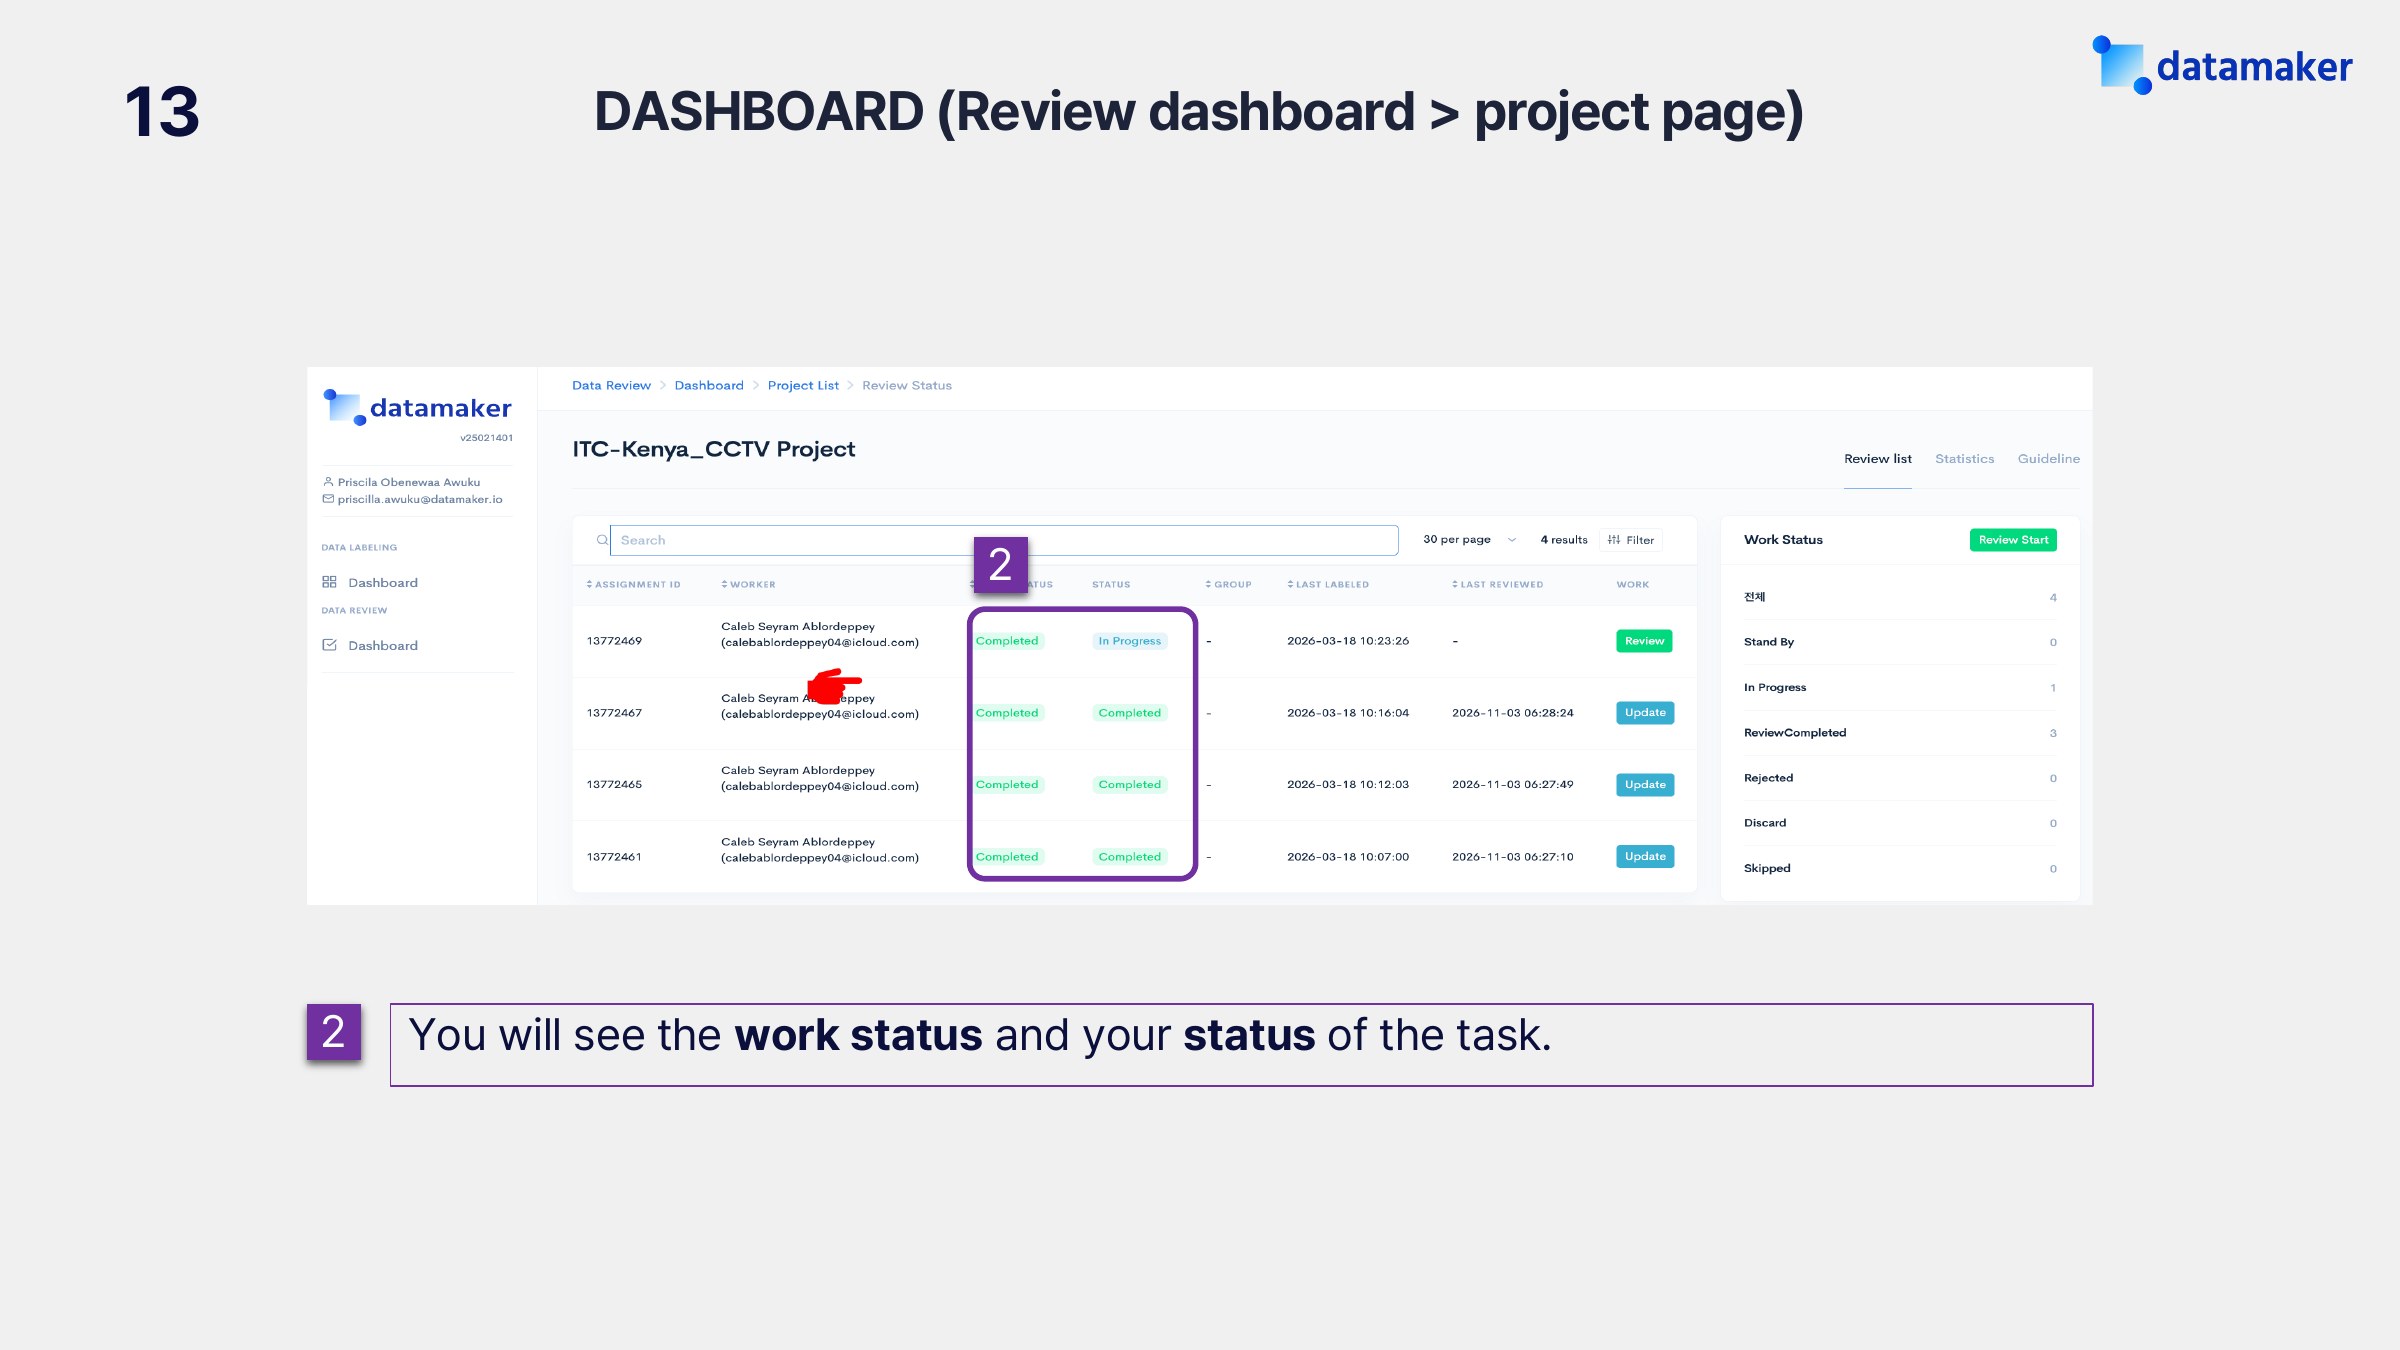 13
DASHBOARD (Review dashboard > project page)
datamaker
datamaker
v25021401
Priscila Obenewaa Awuku
priscilla.awuku@datamaker.io
DATA LABELING
Dashboard
DATA REVIEW
Dashboard
Data Review > Dashboard > Project List > Review Status
ITC-Kenya_CCTV Project
Review list Statistics Guideline
Search
30 per page 4 results Filter
2
ASSIGNMENT ID WORKER STATUS GROUP LAST LABELED LAST REVIEWED WORK
Caleb Seyram Ablordeppey
13772469 (calebablordeppey04@icloud.com) Completed In Progress - 2026-03-18 10:23:26 - Review
Caleb Seyram
13772467 (calebablordeppey04@icloud.com) Completed Completed - 2026-03-18 10:16:04 2026-11-03 06:28:24 Update
Caleb Seyram Ablordeppey
13772465 (calebablordeppey04@icloud.com) Completed Completed - 2026-03-18 10:12:03 2026-11-03 06:27:49 Update
Caleb Seyram Ablordeppey
13772461 (calebablordeppey04@icloud.com) Completed Completed - 2026-03-18 10:07:00 2026-11-03 06:27:10 Update
Work Status Review Start
전체 4
Stand By 0
In Progress 1
ReviewCompleted 3
Rejected 0
Discard 0
Skipped 0
2
You will see the work status and your status of the task.